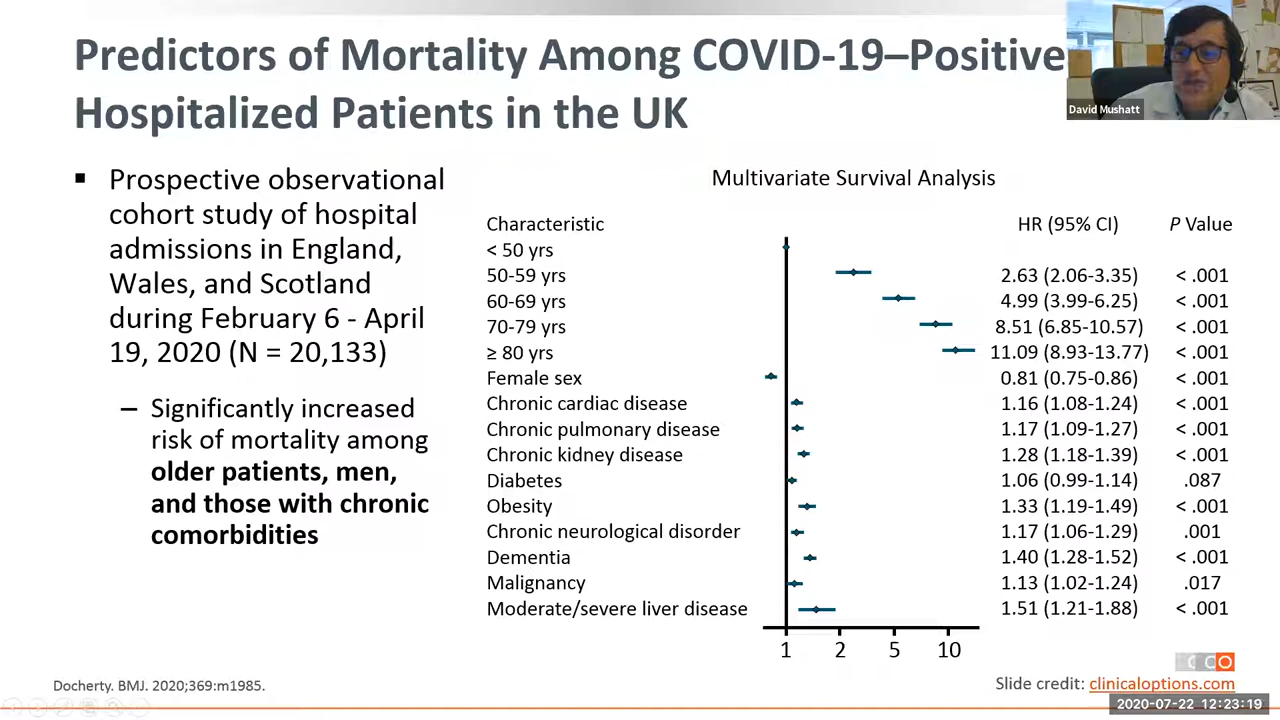 Predictors of Mortality Among COVID-19–Positive
Hospitalized Patients in the UK
David Mushatt
▪ Prospective observational
cohort study of hospital
admissions in England,
Wales, and Scotland
during February 6 - April
19, 2020 (N = 20,133)
– Significantly increased
risk of mortality among
older patients, men,
and those with chronic
comorbidities
Multivariate Survival Analysis
Characteristic HR (95% CI) P Value
< 50 yrs
50-59 yrs 2.63 (2.06-3.35) < .001
60-69 yrs 4.99 (3.99-6.25) < .001
70-79 yrs 8.51 (6.85-10.57) < .001
≥ 80 yrs 11.09 (8.93-13.77) < .001
Female sex 0.81 (0.75-0.86) < .001
Chronic cardiac disease 1.16 (1.08-1.24) < .001
Chronic pulmonary disease 1.17 (1.09-1.27) < .001
Chronic kidney disease 1.28 (1.18-1.39) < .001
Diabetes 1.06 (0.99-1.14) .087
Obesity 1.33 (1.19-1.49) < .001
Chronic neurological disorder 1.17 (1.06-1.29) .001
Dementia 1.40 (1.28-1.52) < .001
Malignancy 1.13 (1.02-1.24) .017
Moderate/severe liver disease 1.51 (1.21-1.88) < .001
1 2 5 10
CCO
Docherty. BMJ. 2020;369:m1985.
Slide credit: clinicaloptions.com
2020-07-22 12:23:19